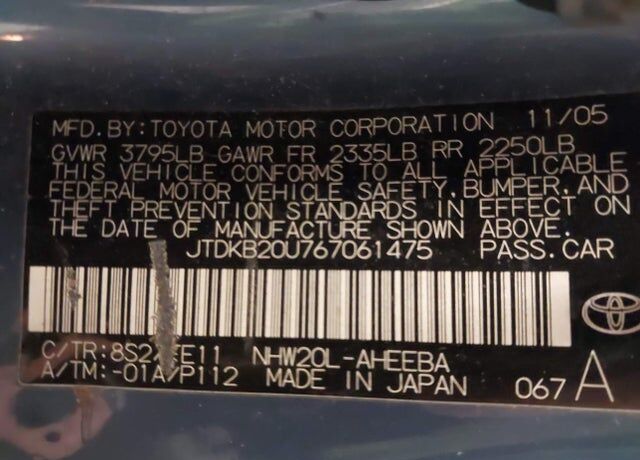 MFD. BY: TOYOTA MOTOR CORPORATION 11/05
GVWR 3795LB GAWR FR 2335LB RR 2250LB
THIS VEHICLE CONFORMS TO ALL APPLICABLE
FEDERAL MOTOR VEHICLE SAFETY, BUMPER, AND
THEFT PREVENTION STANDARDS IN EFFECT ON
THE DATE OF MANUFACTURE SHOWN ABOVE.
JTDKB20U767061475 PASS.CAR
C/TR: NHW20L-AHEEBA
A/TM: MADE IN JAPAN 067 A